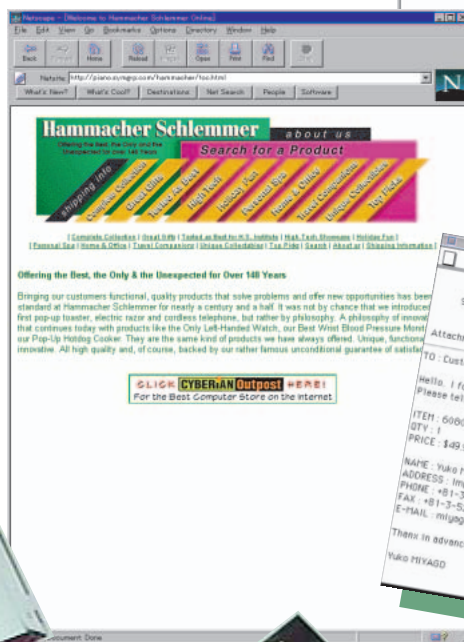 Netscape - [Welcome to Hammacher Schlemmer Online]
File Edit View Go Bookmarks Options Directory Window Help
Back Forward Home Reload Images Open Print Find Stop
Netsite: http://piano.symgrp.com/hammacher/toc.html
What's New? What's Cool? Destinations Net Search People Software
N
Hammacher Schlemmer
about us
Offering the Best, the Only and the
Unexpected for Over 148 Years
Search for a Product
shipping info
Complete Collection
Great Gifts
Tested As Best
High Tech
Holiday Fun
Personal Spa
Home & Office
Travel Companions
Unique Collectibles
Top Picks
[ Complete Collection | Great Gifts | Tested as Best for H.S. Institute | High Tech Showcase | Holiday Fun ]
[ Personal Spa | Home & Office | Travel Companions | Unique Collectables | Top Picks | Search | About us | Shipping Information ]
Offering the Best, the Only & the Unexpected for Over 148 Years
Bringing our customers functional, quality products that solve problems and offer new opportunities has been
standard at Hammacher Schlemmer for nearly a century and a half. It was not by chance that we introduced
first pop-up toaster, electric razor and cordless telephone, but rather by philosophy. A philosophy of innovat
that continues today with products like the Only Left-Handed Watch, our Best Wrist Blood Pressure Monit
our Pop-Up Hotdog Cooker. They are the same kind of products we have always offered. Unique, functiona
innovative. All high quality and, of course, backed by our rather famous unconditional guarantee of satisfac
CLICK CYBERIAN Outpost HERE!
For the Best Computer Store on the Internet
S
Attachm
TO : Cust
Hello. I fo
Please tel
ITEM : 6080
QTY : 1
PRICE : $49.
NAME : Yuko M
ADDRESS : Imp
PHONE : +81-3
FAX : +81-3-5
E-MAIL : miyag
Thanx in advanc
Yuko MIYAGO
Document Done